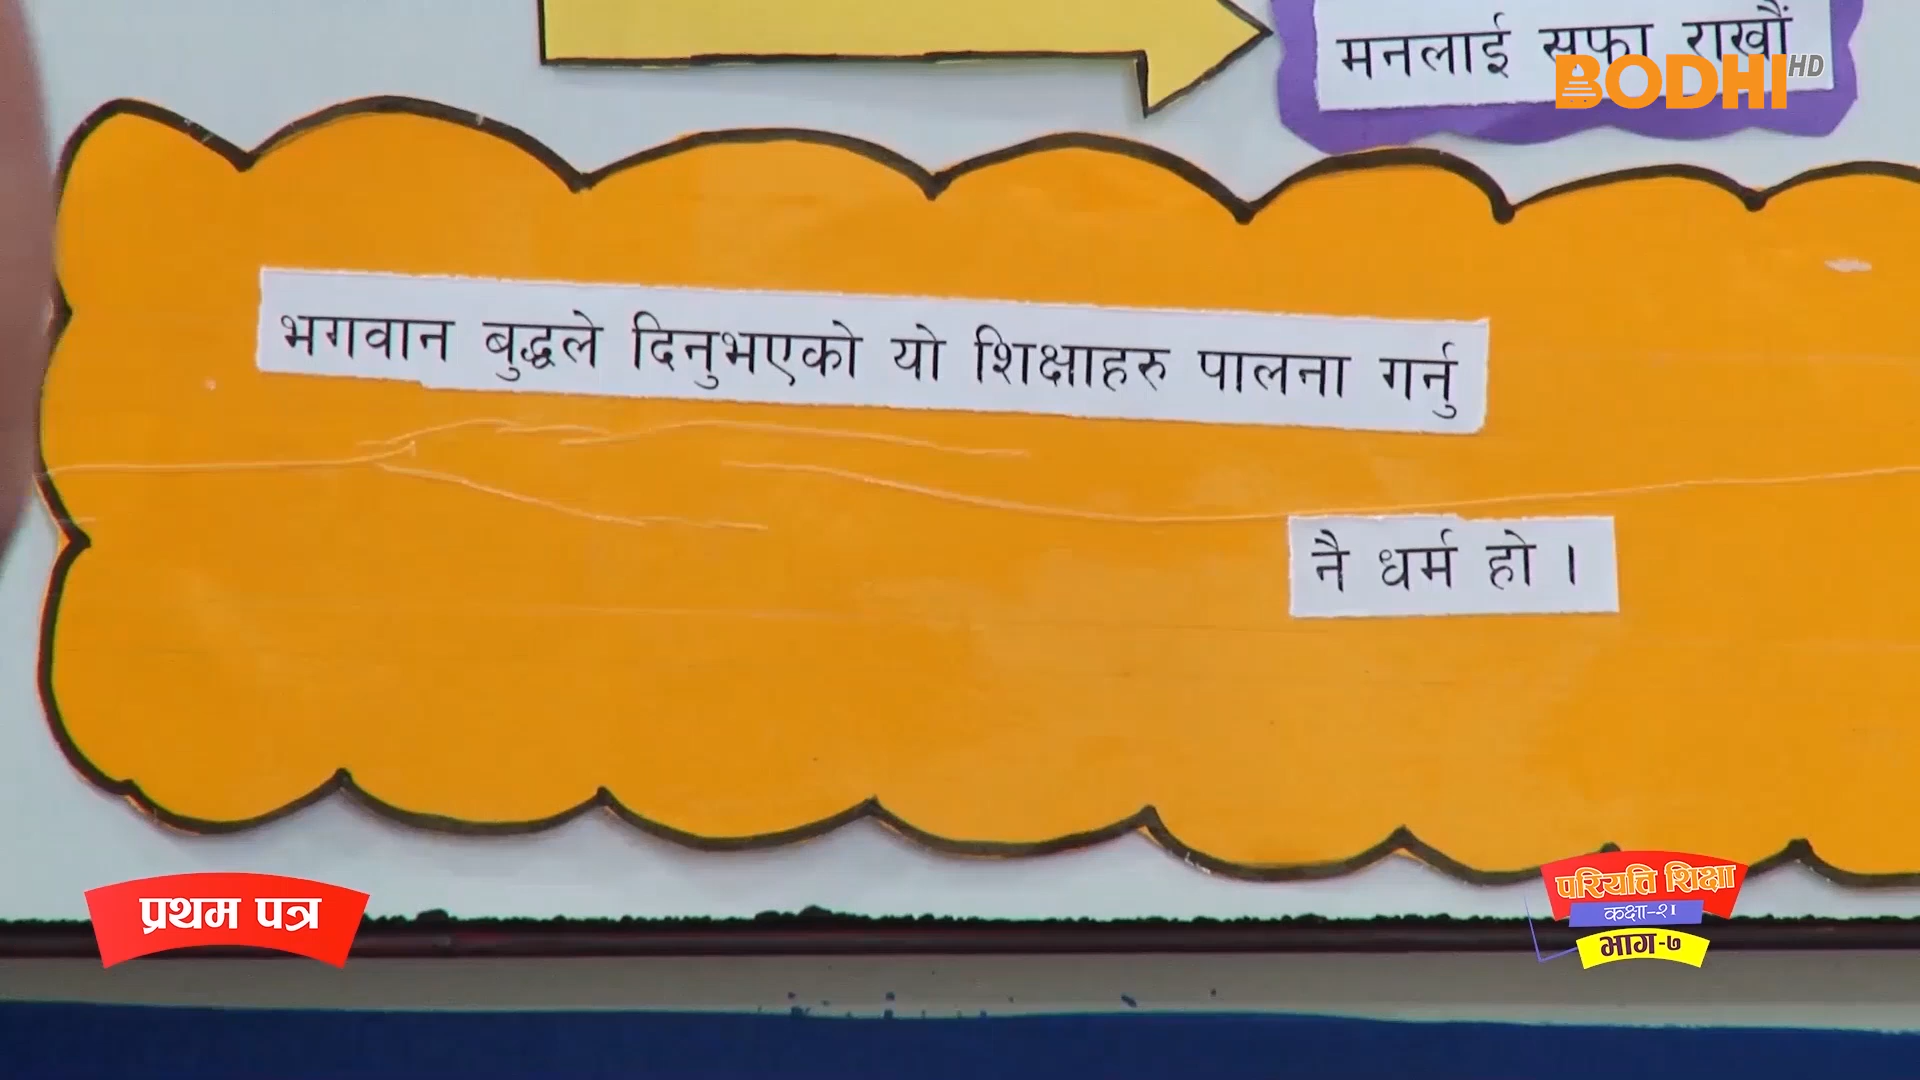 मनलाई सफा राखौं
BODHI HD
भगवान बुद्धले दिनुभएको यो शिक्षाहरु पालना गर्नु
नै धर्म हो ।
प्रथम पत्र
परियत्ति शिक्षा
कक्षा-२।
भाग-७